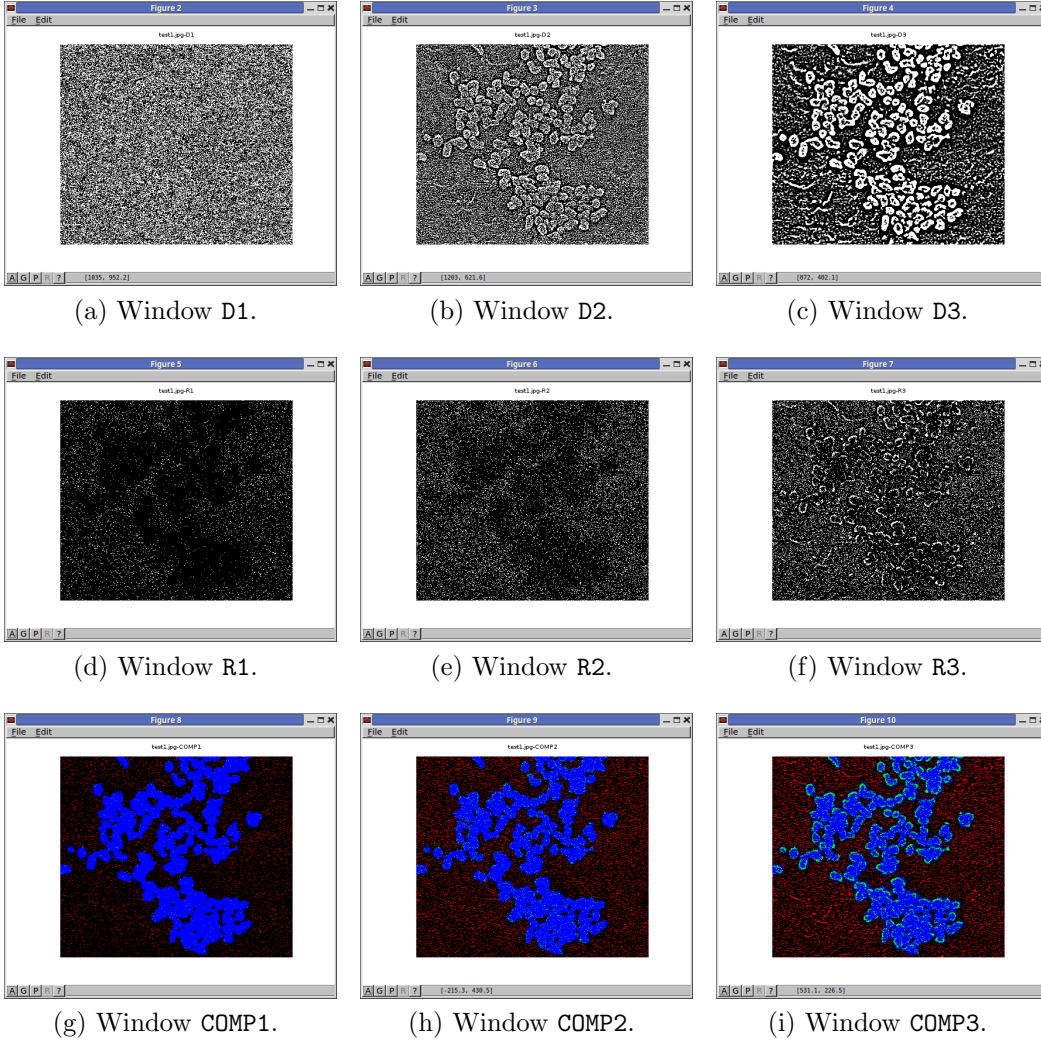 Figure 2
File Edit
test1.jpg-D1
A G P R ? [1035, 952.2]
(a) Window D1.
Figure 3
File Edit
test1.jpg-D2
A G P R ? [1203, 621.6]
(b) Window D2.
Figure 4
File Edit
test1.jpg-D3
A G P R ? [872, 402.1]
(c) Window D3.
Figure 5
File Edit
test1.jpg-R1
A G P R ?
(d) Window R1.
Figure 6
File Edit
test1.jpg-R2
A G P R ?
(e) Window R2.
Figure 7
File Edit
test1.jpg-R3
A G P R ?
(f) Window R3.
Figure 8
File Edit
test1.jpg-COMP1
A G P R ?
(g) Window COMP1.
Figure 9
File Edit
test1.jpg-COMP2
A G P R ? [-215.3, 430.5]
(h) Window COMP2.
Figure 10
File Edit
test1.jpg-COMP3
A G P R ? [531.1, 226.5]
(i) Window COMP3.